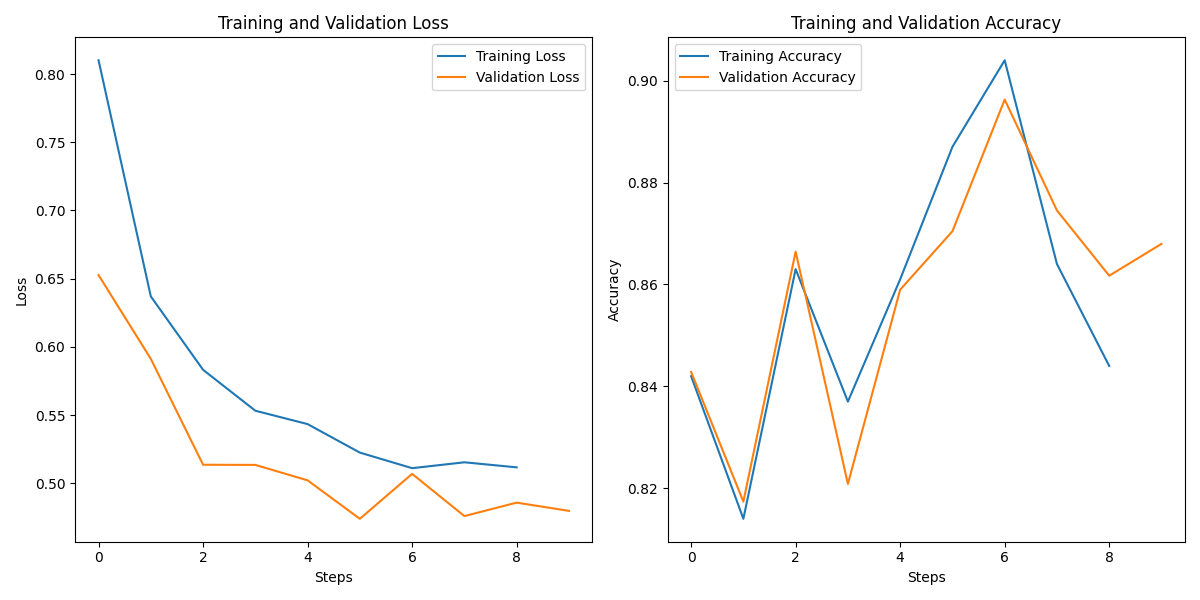 Training and Validation Loss
Training Loss
Validation Loss
0.80
0.75
0.70
0.65
0.60
0.55
0.50
Loss
0 2 4 6 8
Steps
Training and Validation Accuracy
Training Accuracy
Validation Accuracy
0.90
0.88
0.86
0.84
0.82
Accuracy
0 2 4 6 8
Steps